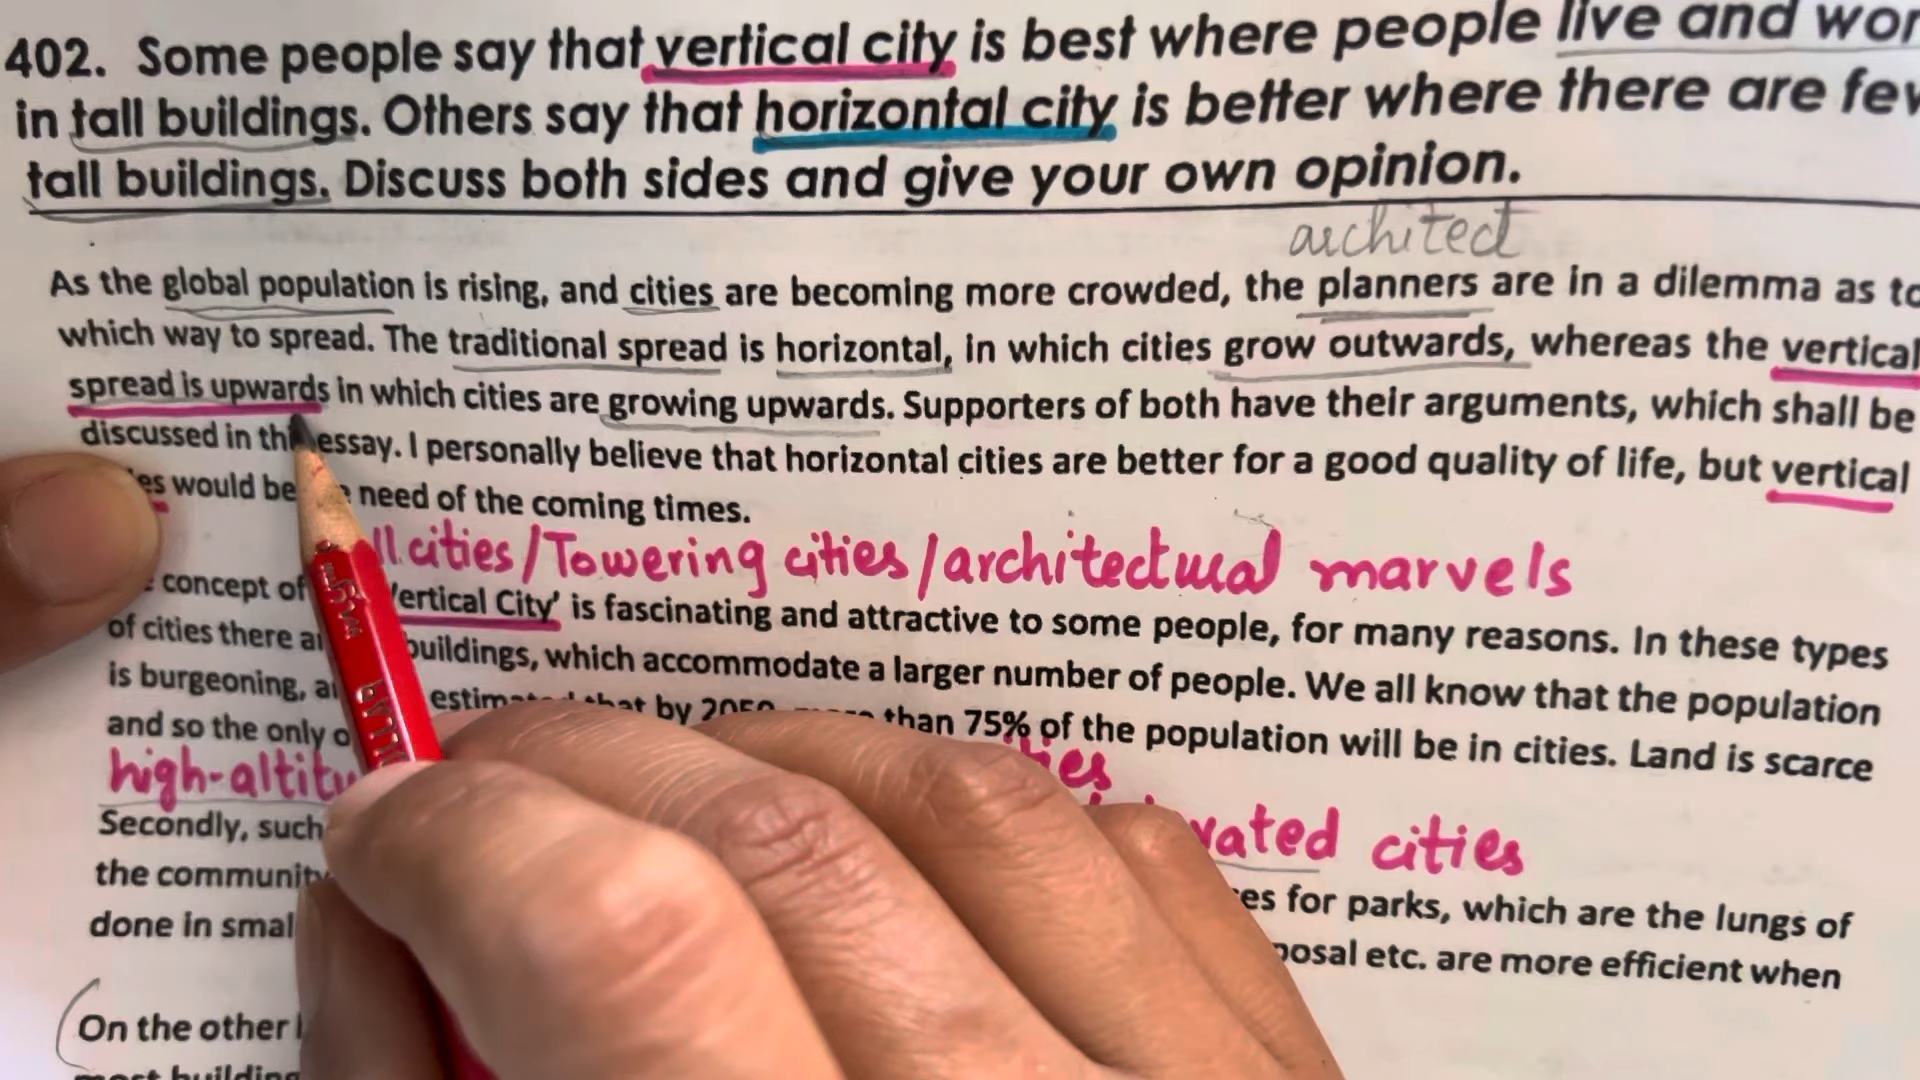 402. Some people say that vertical city is best where people live and wor
in tall buildings. Others say that horizontal city is better where there are few
tall buildings. Discuss both sides and give your own opinion.
architect
As the global population is rising, and cities are becoming more crowded, the planners are in a dilemma as to
which way to spread. The traditional spread is horizontal, in which cities grow outwards, whereas the vertical
spread is upwards in which cities are growing upwards. Supporters of both have their arguments, which shall be
discussed in th essay. I personally believe that horizontal cities are better for a good quality of life, but vertical
es would be need of the coming times.
ll cities/Towering cities/architectural marvels
concept of Vertical City' is fascinating and attractive to some people, for many reasons. In these types
of cities there a buildings, which accommodate a larger number of people. We all know that the population
is burgeoning, a that by 2050 than 75% of the population will be in cities. Land is scarce
and so the only o
high-altitu ies
vated cities
Secondly, such
the community es for parks, which are the lungs of
done in smal posal etc. are more efficient when
On the other
most building